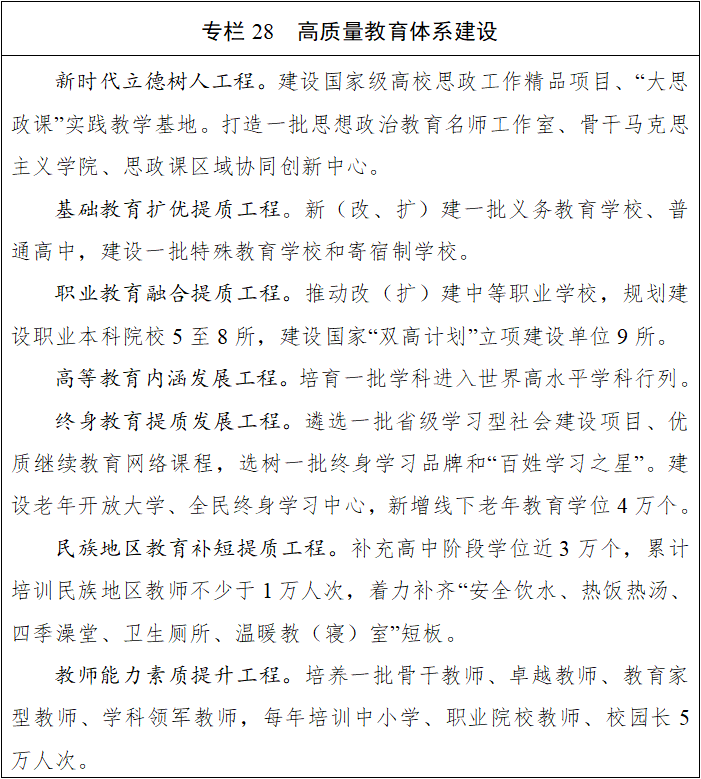 专栏 28　高质量教育体系建设
新时代立德树人工程。建设国家级高校思政工作精品项目、“大思
政课”实践教学基地。打造一批思想政治教育名师工作室、骨干马克思
主义学院、思政课区域协同创新中心。
基础教育扩优提质工程。新（改、扩）建一批义务教育学校、普
通高中，建设一批特殊教育学校和寄宿制学校。
职业教育融合提质工程。推动改（扩）建中等职业学校，规划建
设职业本科院校 5 至 8 所，建设国家“双高计划”立项建设单位 9 所。
高等教育内涵发展工程。培育一批学科进入世界高水平学科行列。
终身教育提质发展工程。遴选一批省级学习型社会建设项目、优
质继续教育网络课程，选树一批终身学习品牌和“百姓学习之星”。建
设老年开放大学、全民终身学习中心，新增线下老年教育学位 4 万个。
民族地区教育补短提质工程。补充高中阶段学位近 3 万个，累计
培训民族地区教师不少于 1 万人次，着力补齐“安全饮水、热饭热汤、
四季澡堂、卫生厕所、温暖教（寝）室”短板。
教师能力素质提升工程。培养一批骨干教师、卓越教师、教育家
型教师、学科领军教师，每年培训中小学、职业院校教师、校园长 5
万人次。